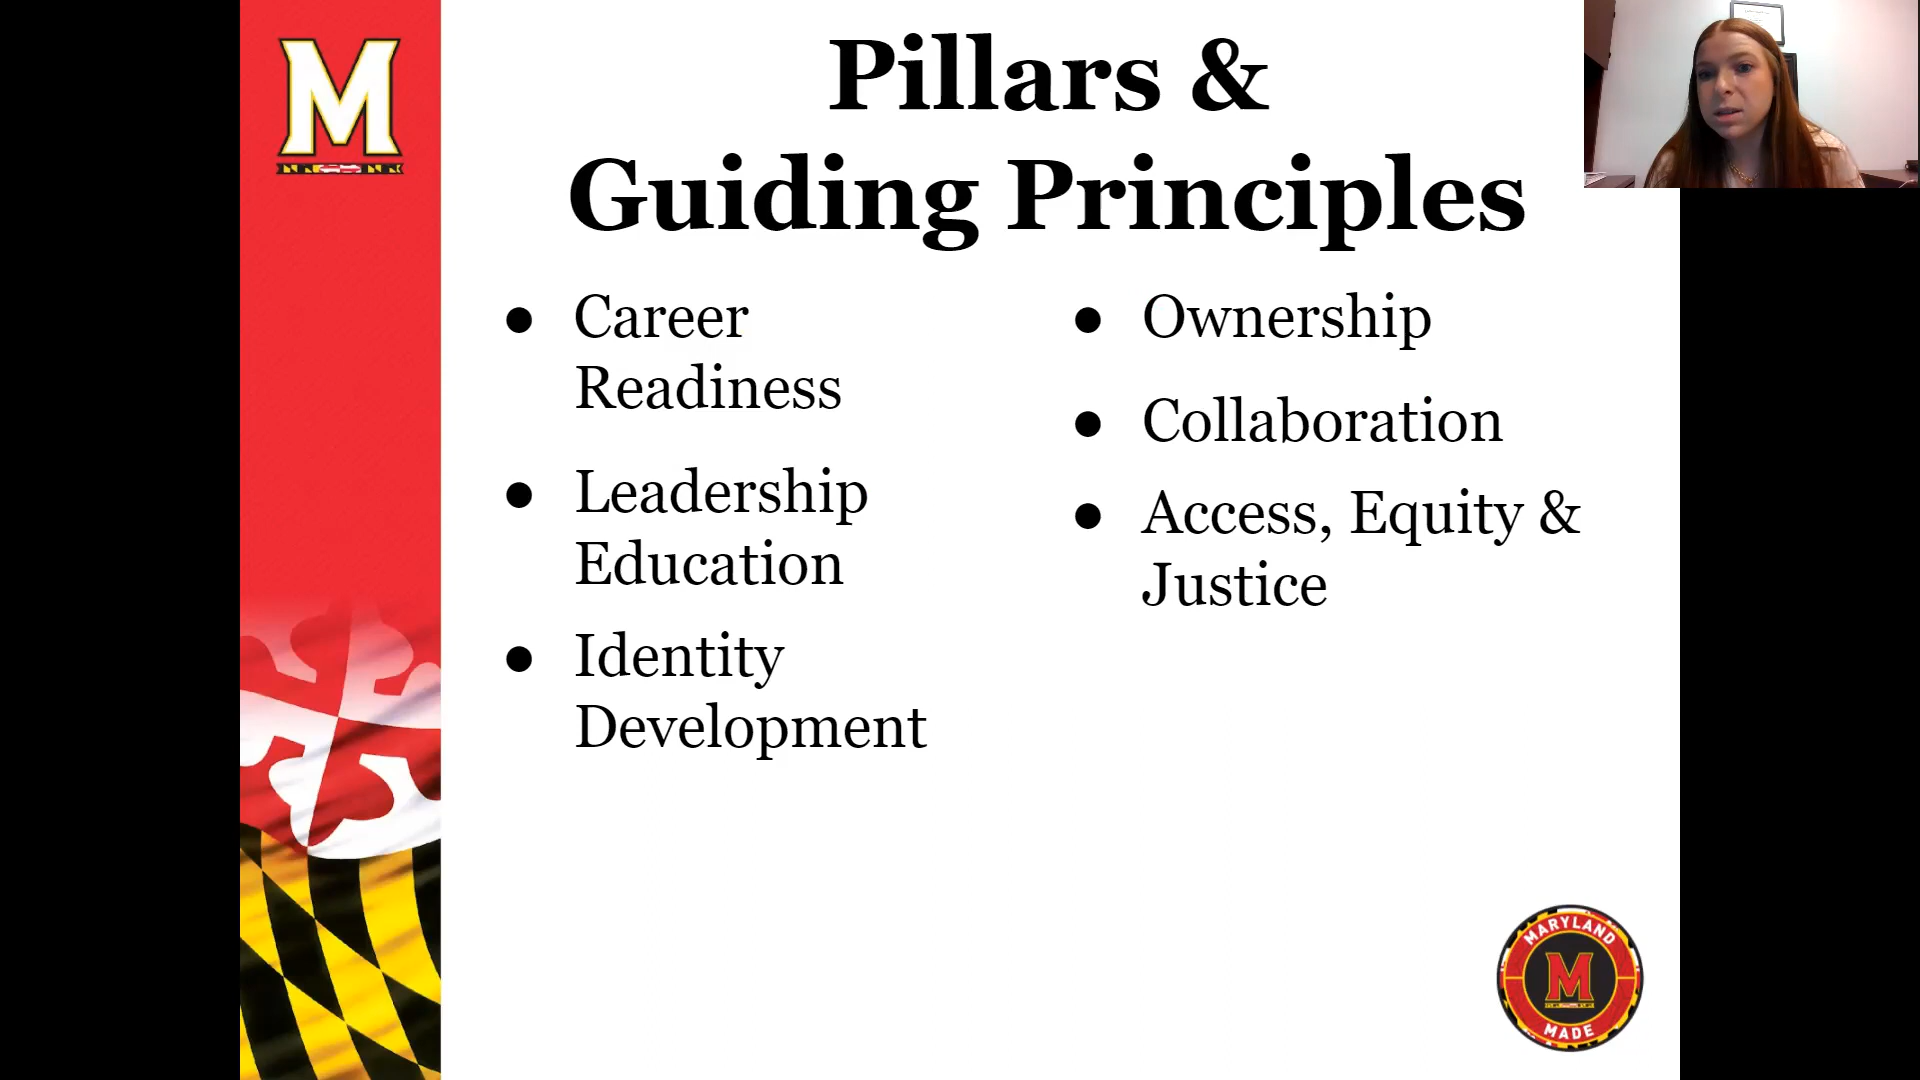 M
Pillars &
Guiding Principles
● Career
Readiness
● Leadership
Education
● Identity
Development
● Ownership
● Collaboration
● Access, Equity &
Justice
MARYLAND
M
MADE